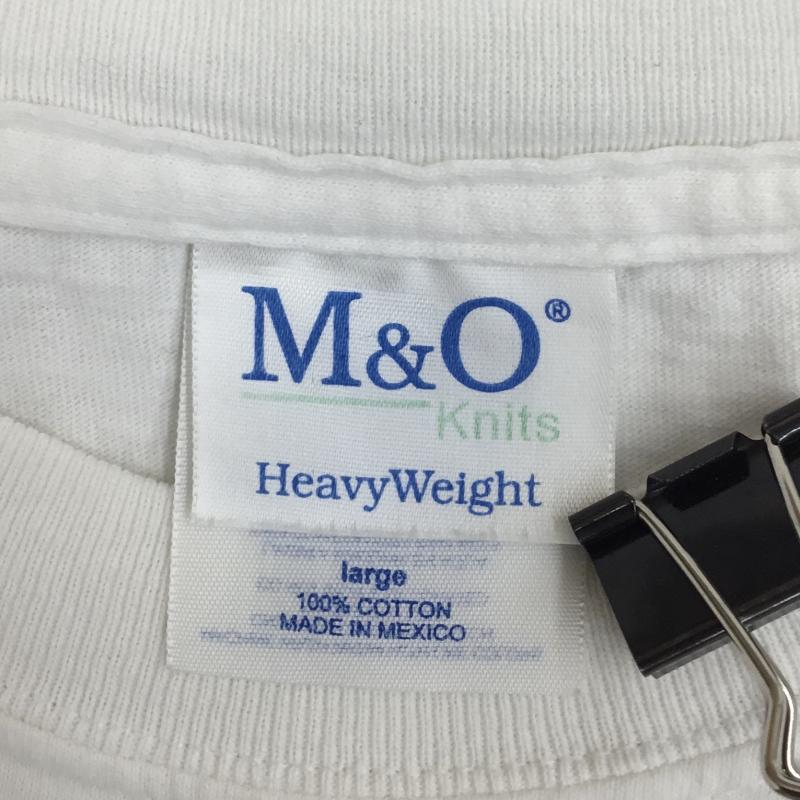 M&O®
Knits
HeavyWeight
large
100% COTTON
MADE IN MEXICO